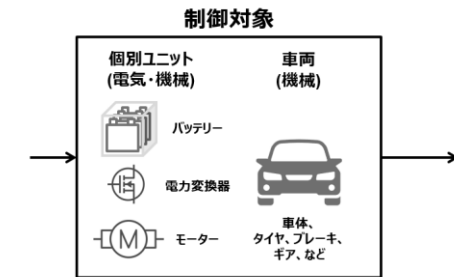 制御対象
個別ユニット
(電気・機械)
車両
(機械)
バッテリー
電力変換器
M
モーター
車体、
タイヤ、ブレーキ、
ギア、など